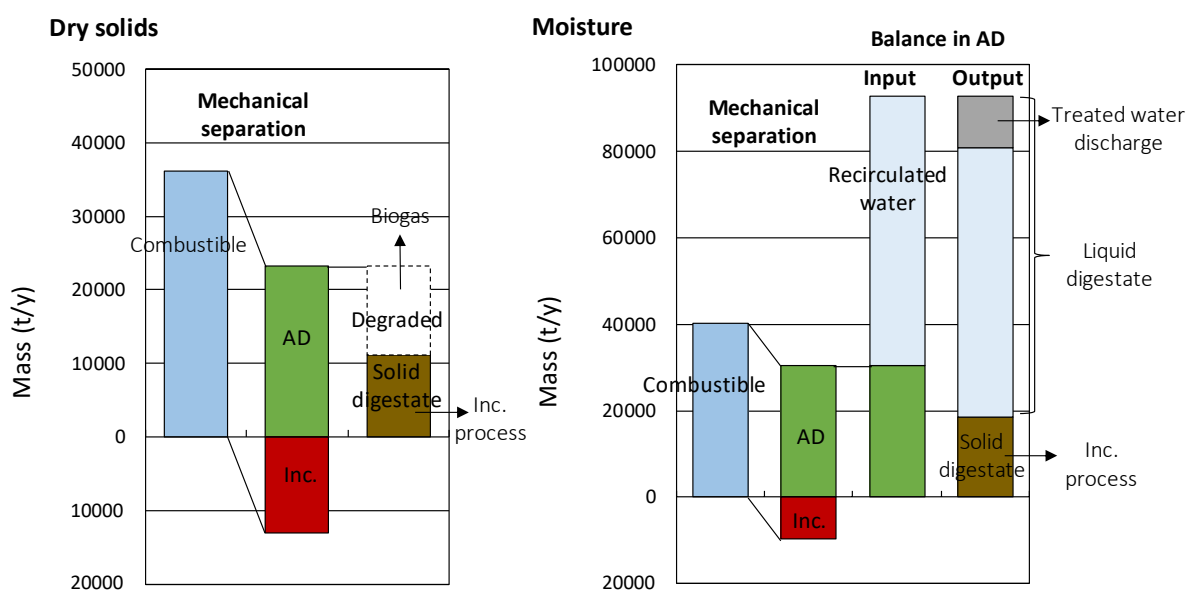 Dry solids
50000
40000
30000
20000
10000
0
10000
20000
Mass (t/y)
Mechanical
separation
Combustible
AD
Inc.
Biogas
Degraded
Solid
digestate
Inc.
process
Moisture
Balance in AD
100000
80000
60000
40000
20000
0
20000
Mass (t/y)
Input
Output
Mechanical
separation
Combustible
AD
Inc.
Recirculated
water
Solid
digestate
Treated water
discharge
Liquid
digestate
Inc.
process